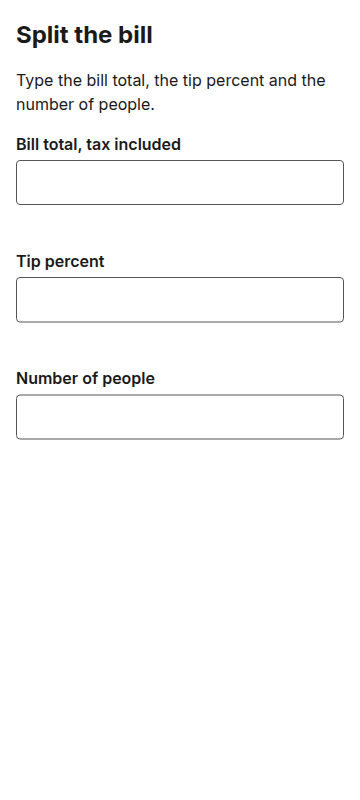 Split the bill
Type the bill total, the tip percent and the
number of people.
Bill total, tax included
Tip percent
Number of people